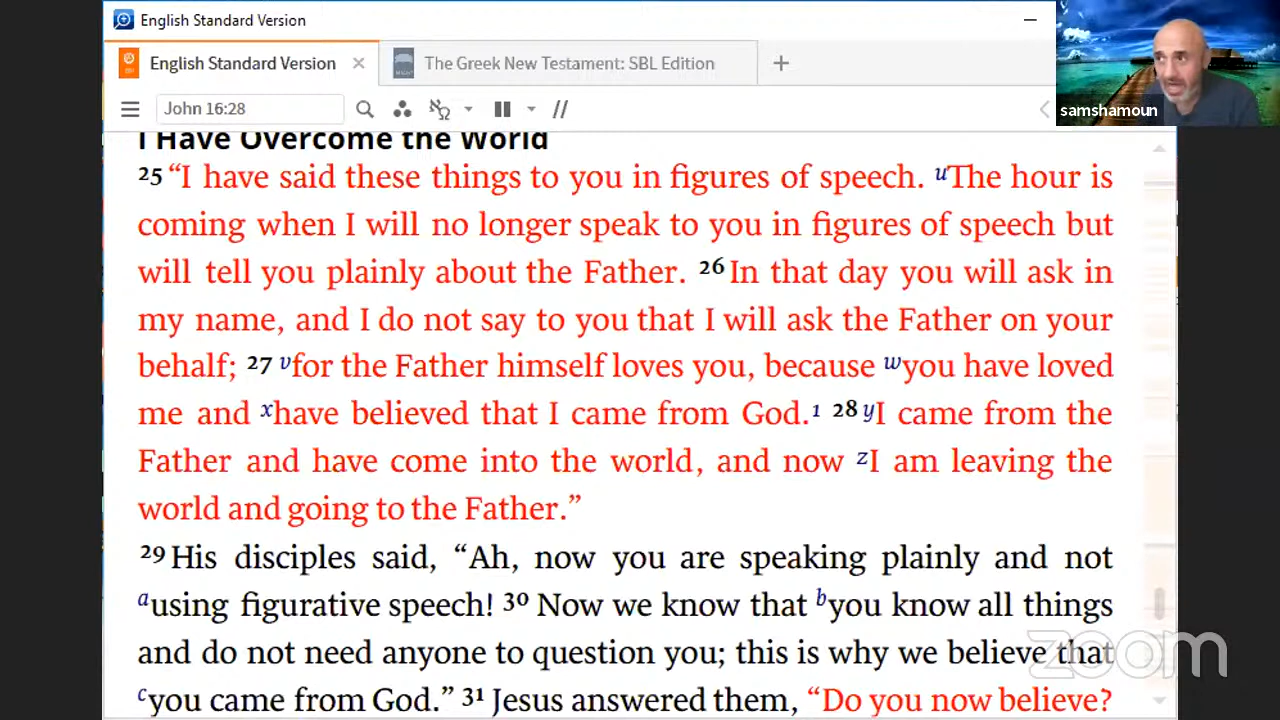 English Standard Version
English Standard Version
The Greek New Testament: SBL Edition
John 16:28
samshamoun
I Have Overcome the World
25 “I have said these things to you in figures of speech. uThe hour is
coming when I will no longer speak to you in figures of speech but
will tell you plainly about the Father. 26 In that day you will ask in
my name, and I do not say to you that I will ask the Father on your
behalf; 27 vfor the Father himself loves you, because wyou have loved
me and xhave believed that I came from God.1 28 yI came from the
Father and have come into the world, and now zI am leaving the
world and going to the Father.”
29 His disciples said, “Ah, now you are speaking plainly and not
ausing figurative speech! 30 Now we know that byou know all things
and do not need anyone to question you; this is why we believe that
cyou came from God.” 31 Jesus answered them, “Do you now believe?
zoom